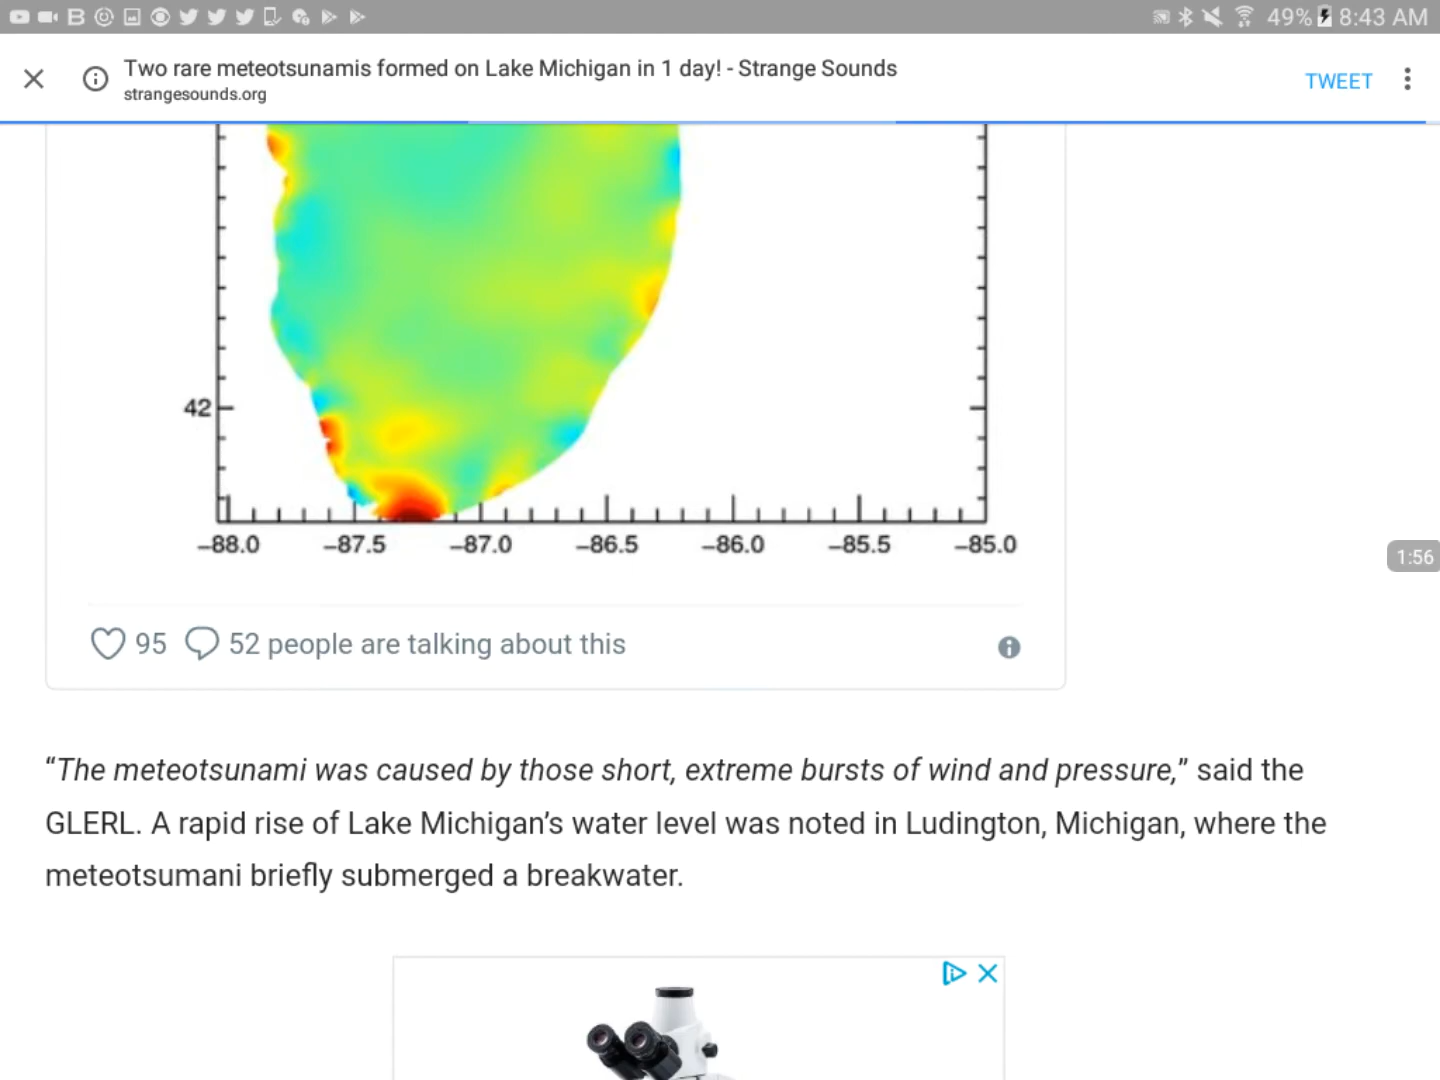 49% 8:43 AM
Two rare meteotsunamis formed on Lake Michigan in 1 day! - Strange Sounds
strangesounds.org
TWEET
42
−88.0 −87.5 −87.0 −86.5 −86.0 −85.5 −85.0
1:56
95 52 people are talking about this
“The meteotsunami was caused by those short, extreme bursts of wind and pressure,” said the
GLERL. A rapid rise of Lake Michigan’s water level was noted in Ludington, Michigan, where the
meteotsumani briefly submerged a breakwater.